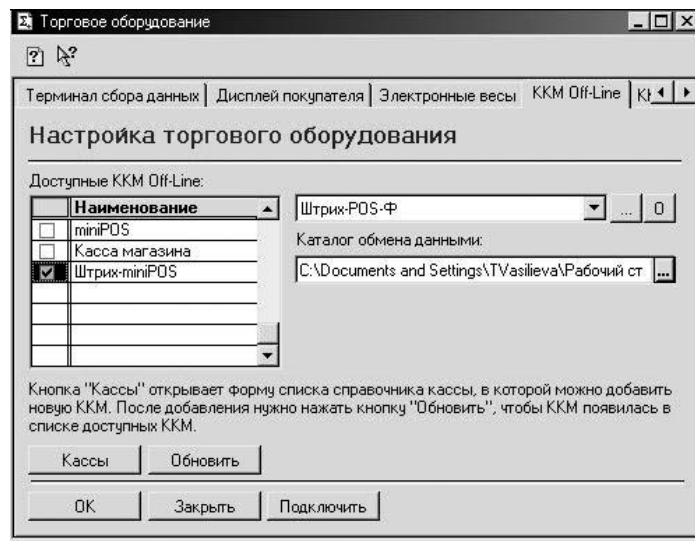 Торговое оборудование
Терминал сбора данных Дисплей покупателя Электронные весы ККМ Off-Line
Настройка торгового оборудования
Доступные ККМ Off-Line:
Наименование
miniPOS
Касса магазина
Штрих-miniPOS
Штрих-POS-Ф
... О
Каталог обмена данными:
C:\Documents and Settings\TVasilieva\Рабочий ст ...
Кнопка "Кассы" открывает форму списка справочника кассы, в которой можно добавить
новую ККМ. После добавления нужно нажать кнопку "Обновить", чтобы ККМ появилась в
списке доступных ККМ.
Кассы Обновить
OK Закрыть Подключить